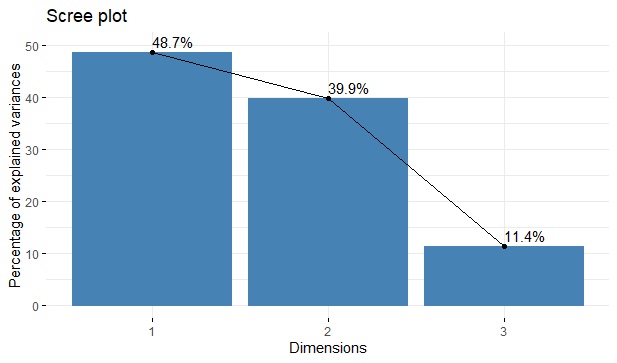 Scree plot
48.7%
39.9%
11.4%
50
40
30
20
10
0
Percentage of explained variances
1 2 3
Dimensions